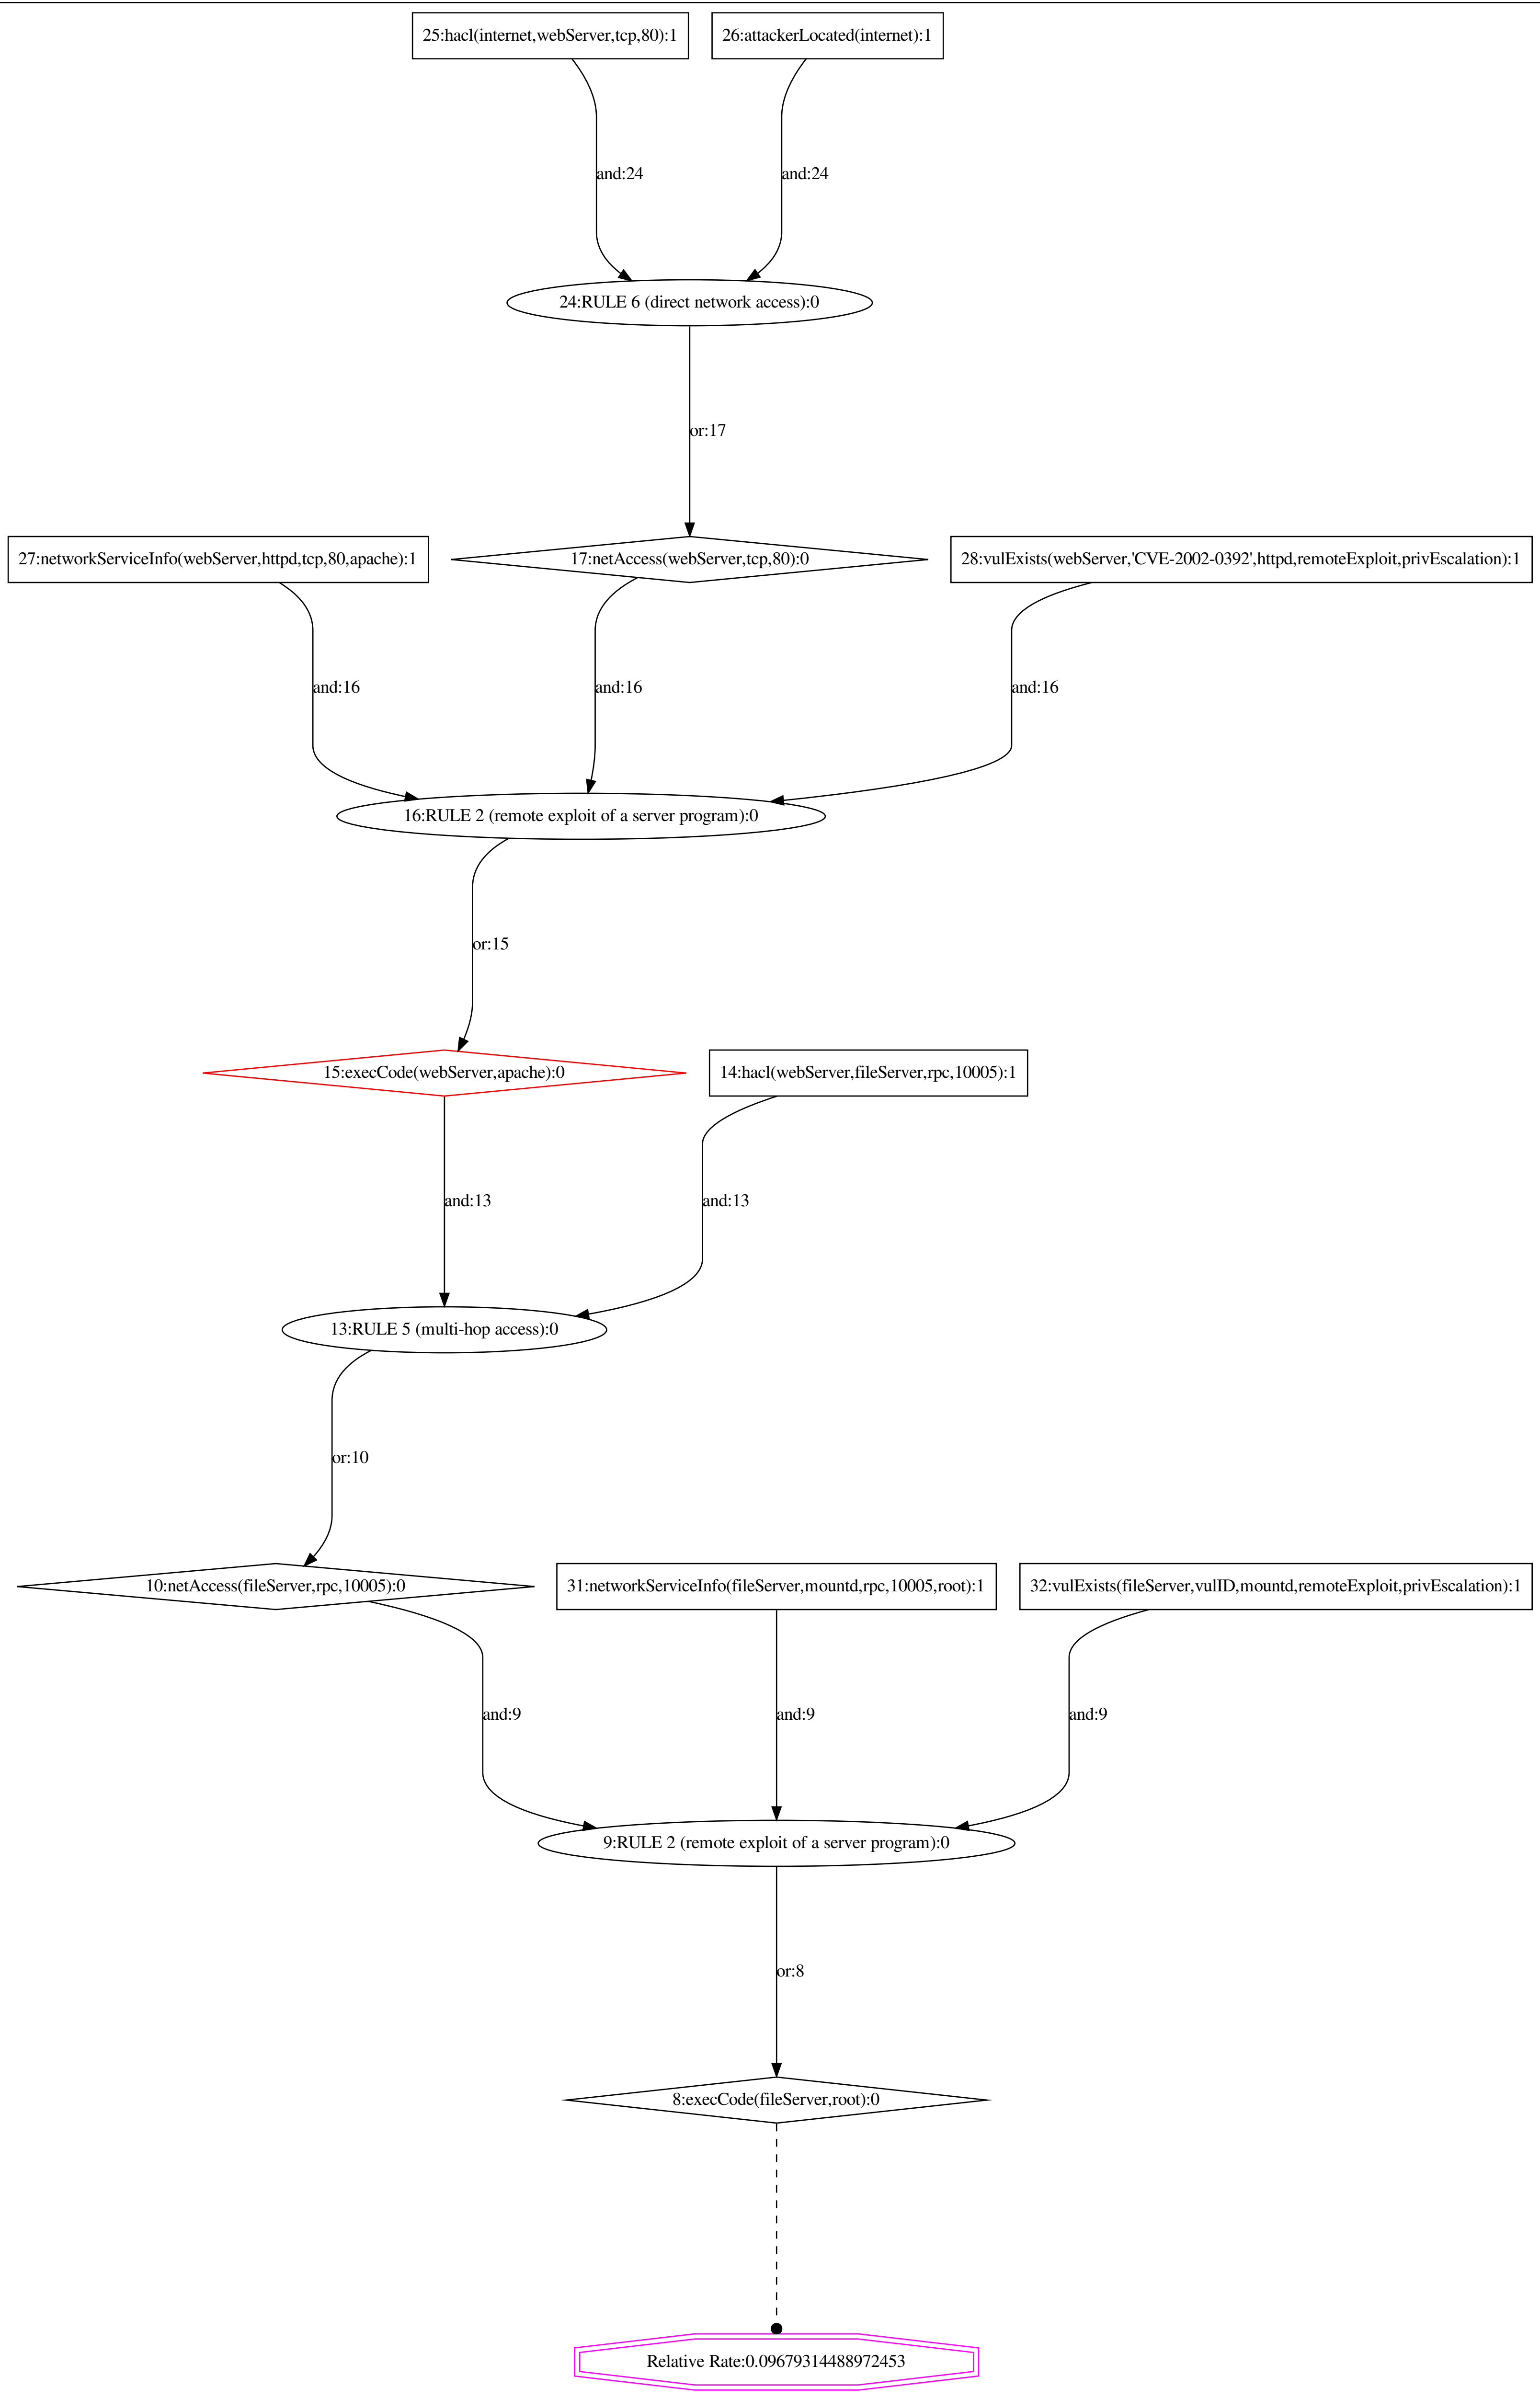 25:hacl(internet,webServer,tcp,80):1
26:attackerLocated(internet):1
and:24
and:24
24:RULE 6 (direct network access):0
or:17
27:networkServiceInfo(webServer,httpd,tcp,80,apache):1
17:netAccess(webServer,tcp,80):0
28:vulExists(webServer,'CVE-2002-0392',httpd,remoteExploit,privEscalation):1
and:16
and:16
and:16
16:RULE 2 (remote exploit of a server program):0
or:15
15:execCode(webServer,apache):0
14:hacl(webServer,fileServer,rpc,10005):1
and:13
and:13
13:RULE 5 (multi-hop access):0
or:10
10:netAccess(fileServer,rpc,10005):0
31:networkServiceInfo(fileServer,mountd,rpc,10005,root):1
32:vulExists(fileServer,vulID,mountd,remoteExploit,privEscalation):1
and:9
and:9
and:9
9:RULE 2 (remote exploit of a server program):0
or:8
8:execCode(fileServer,root):0
Relative Rate:0.09679314488972453